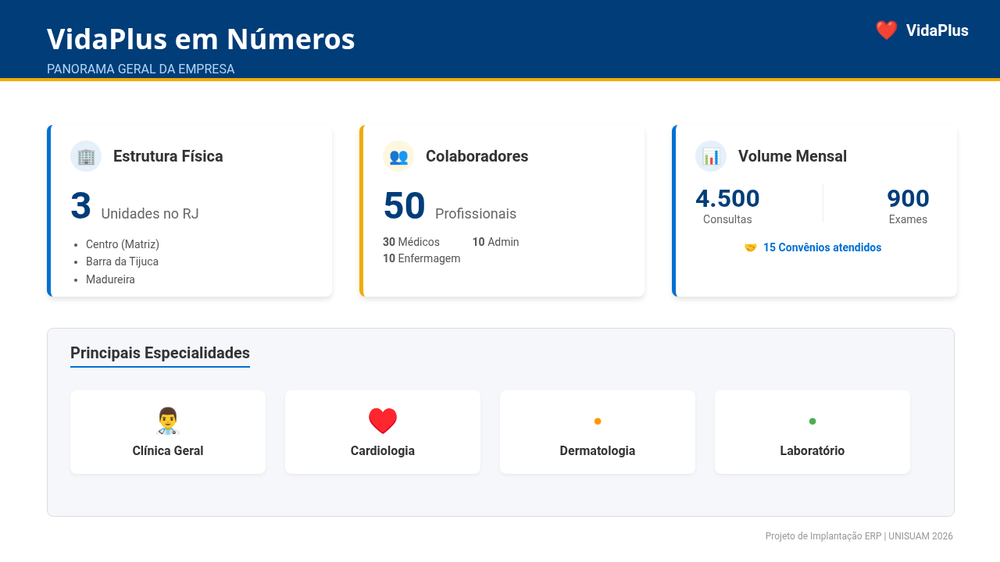 VidaPlus em Números
PANORAMA GERAL DA EMPRESA
VidaPlus
Estrutura Física
3 Unidades no RJ
Centro (Matriz)
Barra da Tijuca
Madureira
Colaboradores
50 Profissionais
30 Médicos 10 Admin
10 Enfermagem
Volume Mensal
4.500 900
Consultas Exames
15 Convênios atendidos
Principais Especialidades
Clínica Geral
Cardiologia
Dermatologia
Laboratório
Projeto de Implantação ERP | UNISUAM 2026